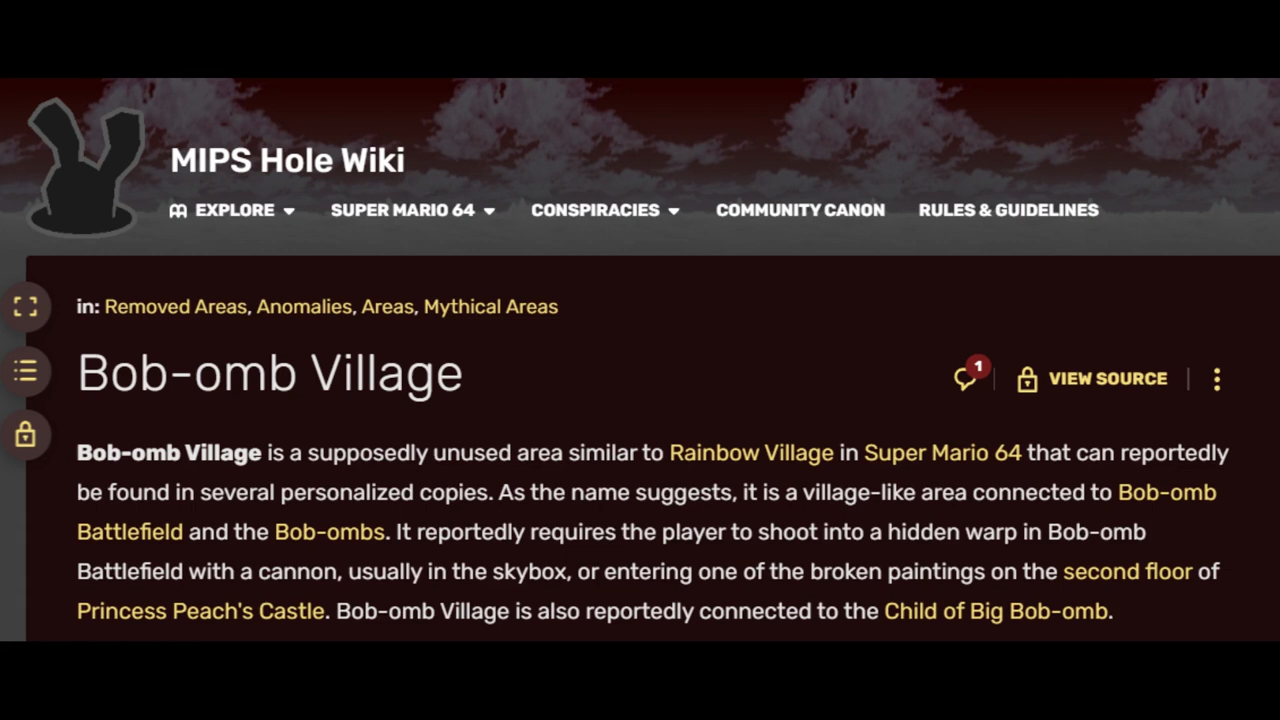 MIPS Hole Wiki
EXPLORE SUPER MARIO 64 CONSPIRACIES COMMUNITY CANON RULES & GUIDELINES
in: Removed Areas, Anomalies, Areas, Mythical Areas
Bob-omb Village
1 VIEW SOURCE
Bob-omb Village is a supposedly unused area similar to Rainbow Village in Super Mario 64 that can reportedly
be found in several personalized copies. As the name suggests, it is a village-like area connected to Bob-omb
Battlefield and the Bob-ombs. It reportedly requires the player to shoot into a hidden warp in Bob-omb
Battlefield with a cannon, usually in the skybox, or entering one of the broken paintings on the second floor of
Princess Peach's Castle. Bob-omb Village is also reportedly connected to the Child of Big Bob-omb.